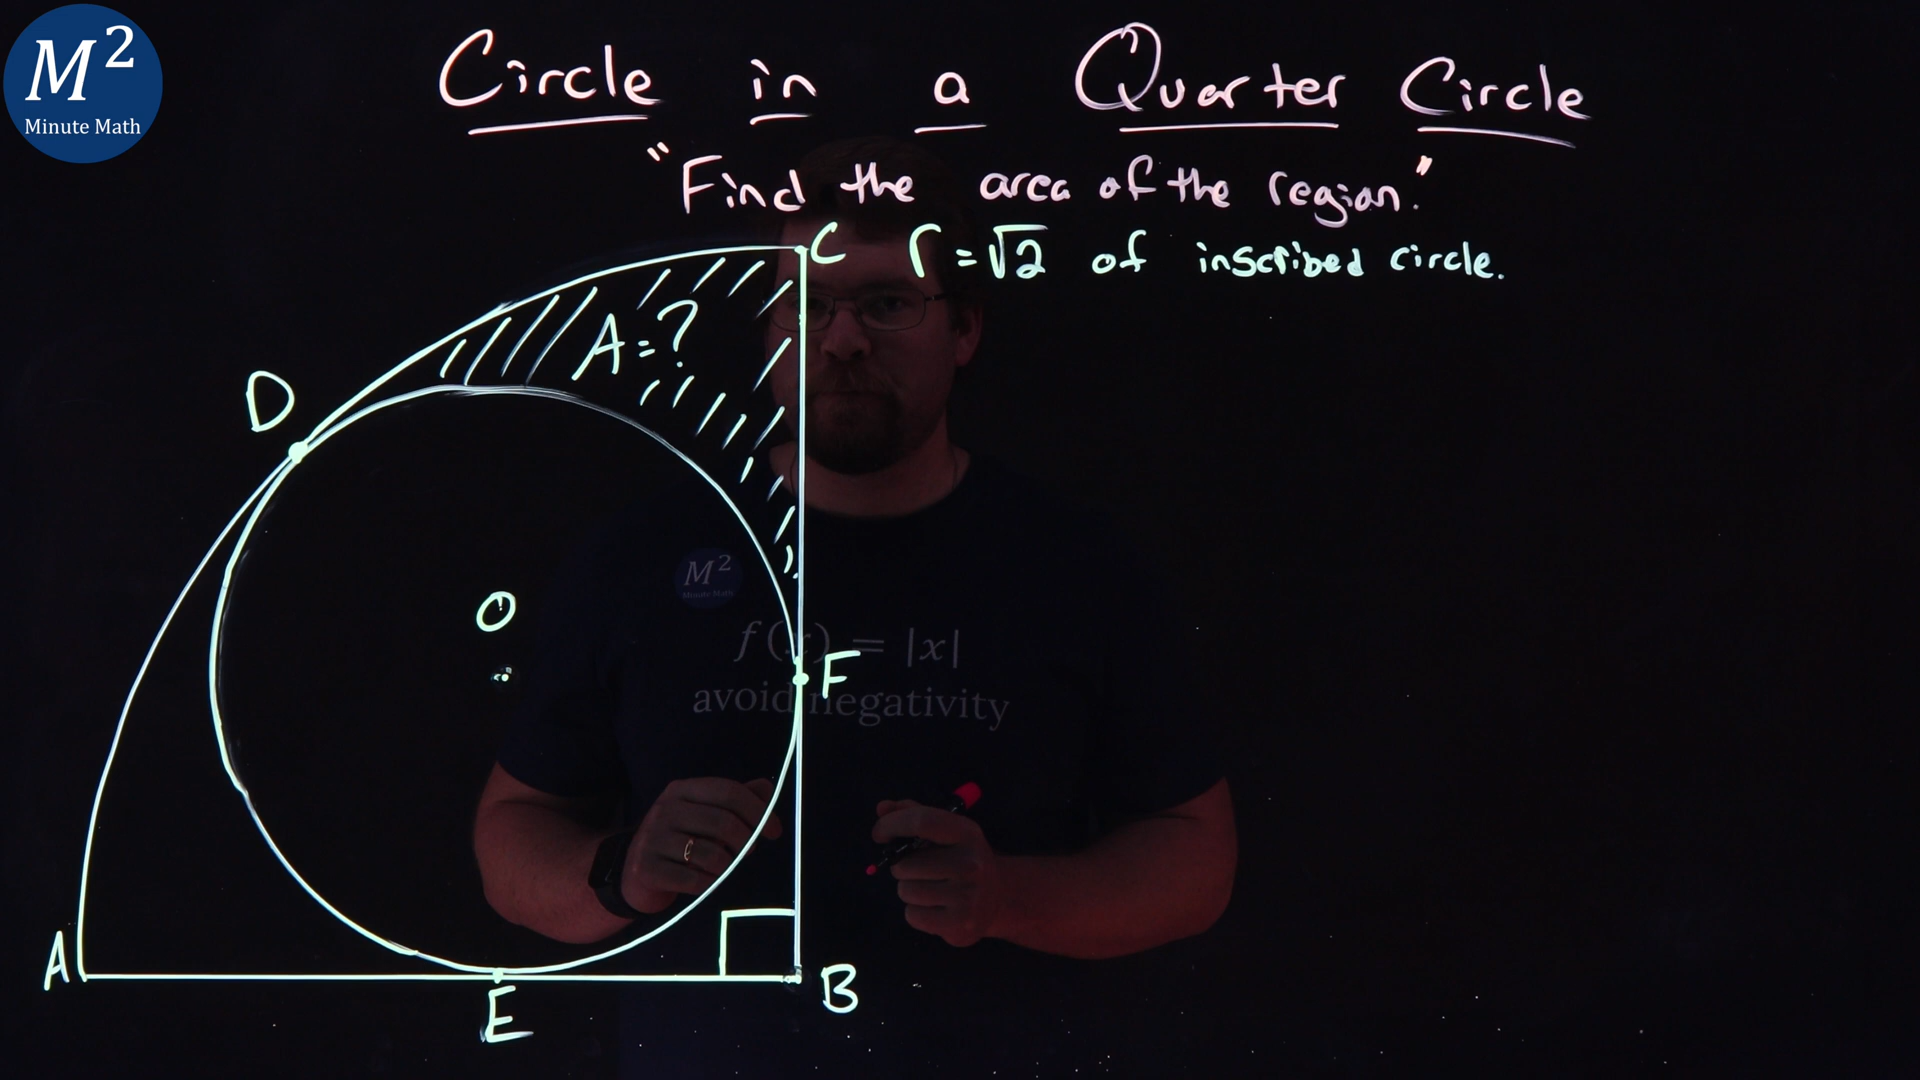 M²
Minute Math
Circle in a Quarter Circle
"Find the area of the region."
r = √2 of inscribed circle.
C
A = ?
D
O
F
A
E
B
M²
Minute Math
f(x) = |x|
avoid negativity